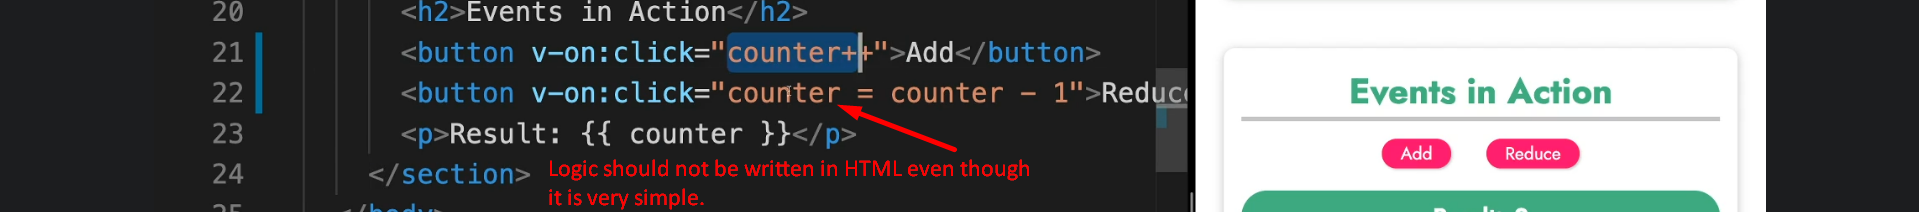 20 <h2>Events in Action</h2>
21 <button v-on:click="counter++">Add</button>
22 <button v-on:click="counter = counter - 1">Reduce
23 <p>Result: {{ counter }}</p>
24 </section>
Logic should not be written in HTML even though
it is very simple.
Events in Action
Add Reduce